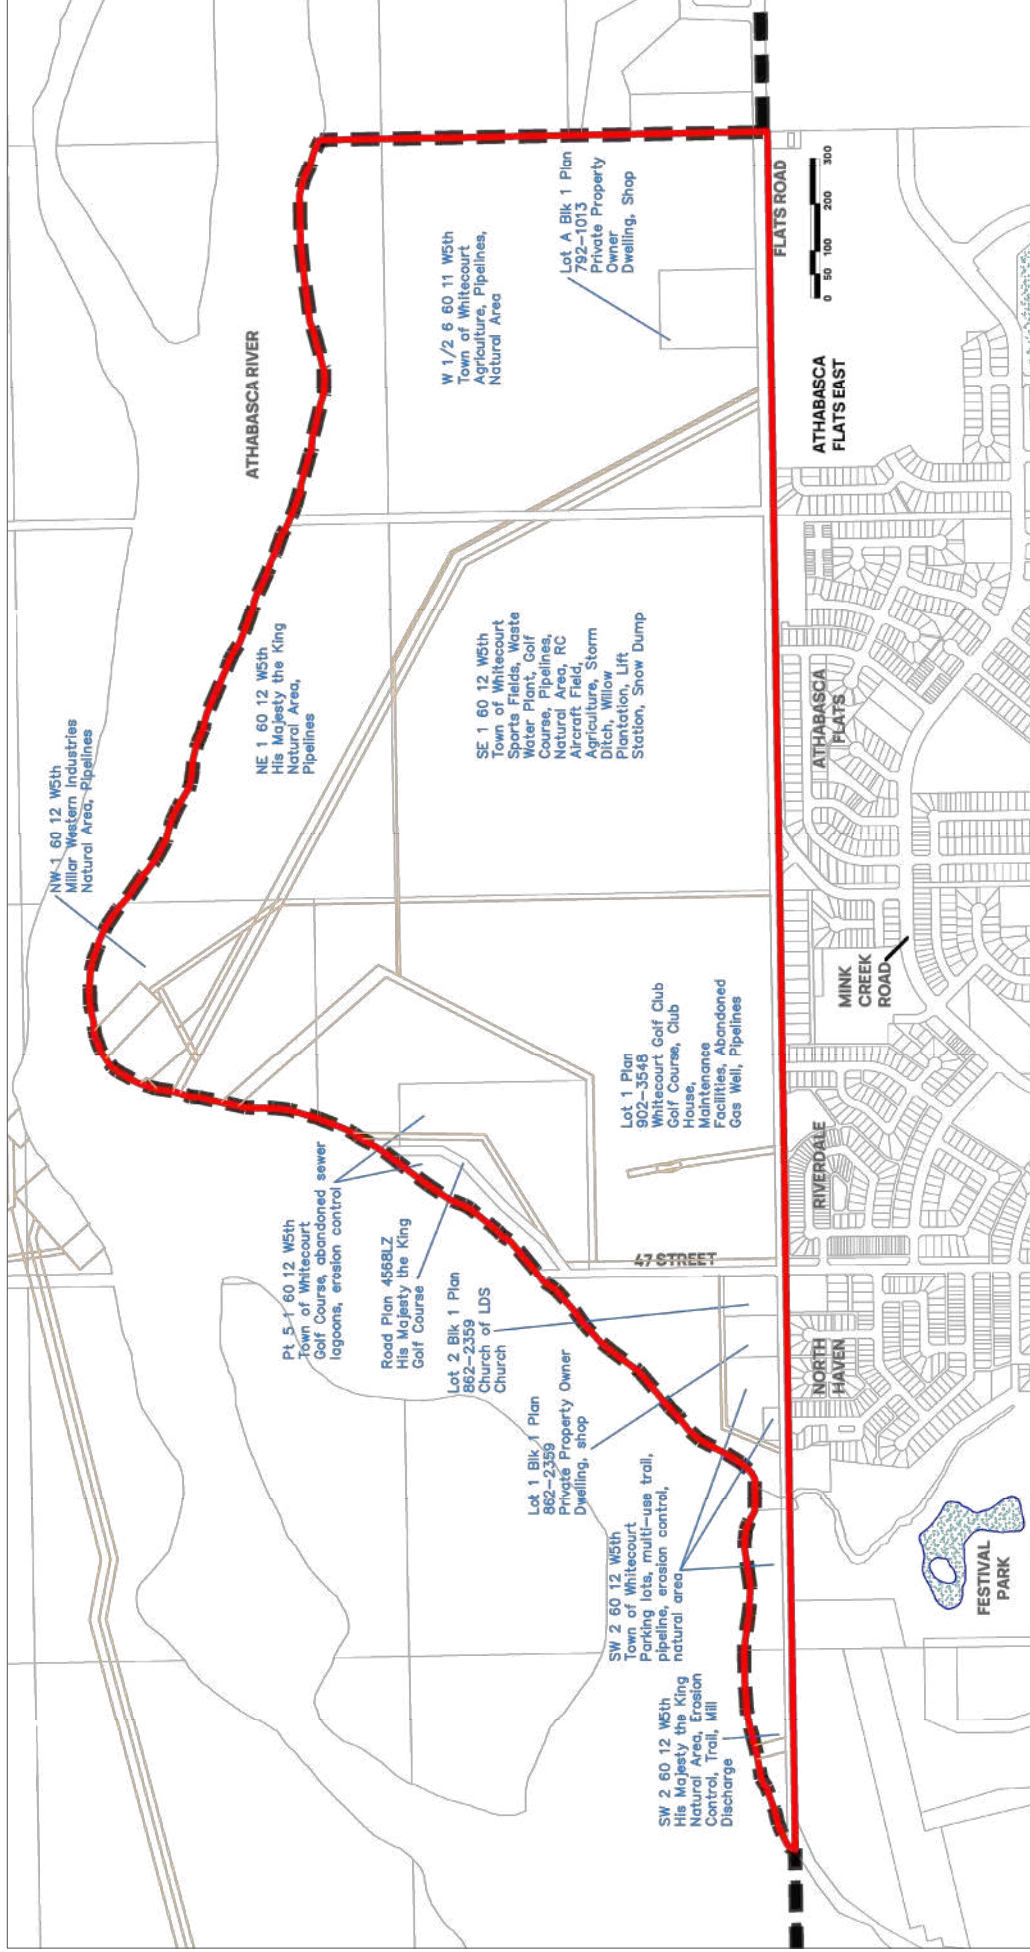 NW 1 60 12 W5th
Millar Western Industries
Natural Area, Pipelines
ATHABASCA RIVER
NE 1 60 12 W5th
His Majesty the King
Natural Area,
Pipelines
W 1/2 6 60 11 W5th
Town of Whitecourt
Agriculture, Pipelines,
Natural Area
Lot A Blk 1 Plan
792-1013
Private Property
Owner
Dwelling, Shop
SE 1 60 12 W5th
Town of Whitecourt
Sports Fields, Waste
Water Plant, Golf
Course, Pipelines,
Natural Area, RC
Aircraft Field,
Agriculture, Storm
Ditch, Willow
Plantation, Lift
Station, Snow Dump
Pt 5 1 60 12 W5th
Town of Whitecourt
Golf Course, abandoned sewer
lagoons, erosion control
Road Plan 4568LZ
His Majesty the King
Golf Course
Lot 2 Blk 1 Plan
862-2359
Church of LDS
Church
Lot 1 Blk 1 Plan
862-2359
Private Property Owner
Dwelling, shop
Lot 1 Plan
902-3548
Whitecourt Golf Club
Golf Course, Club
House,
Maintenance
Facilities, Abandoned
Gas Well, Pipelines
SW 2 60 12 W5th
Town of Whitecourt
Parking lots, multi-use trail,
pipeline, erosion control,
natural area
SW 2 60 12 W5th
His Majesty the King
Natural Area, Erosion
Control, Trail, Mill
Discharge
47 STREET
FLATS ROAD
0 50 100 200 300
NORTH
HAVEN
RIVERDALE
MINK
CREEK
ROAD
ATHABASCA
FLATS
ATHABASCA
FLATS EAST
FESTIVAL
PARK